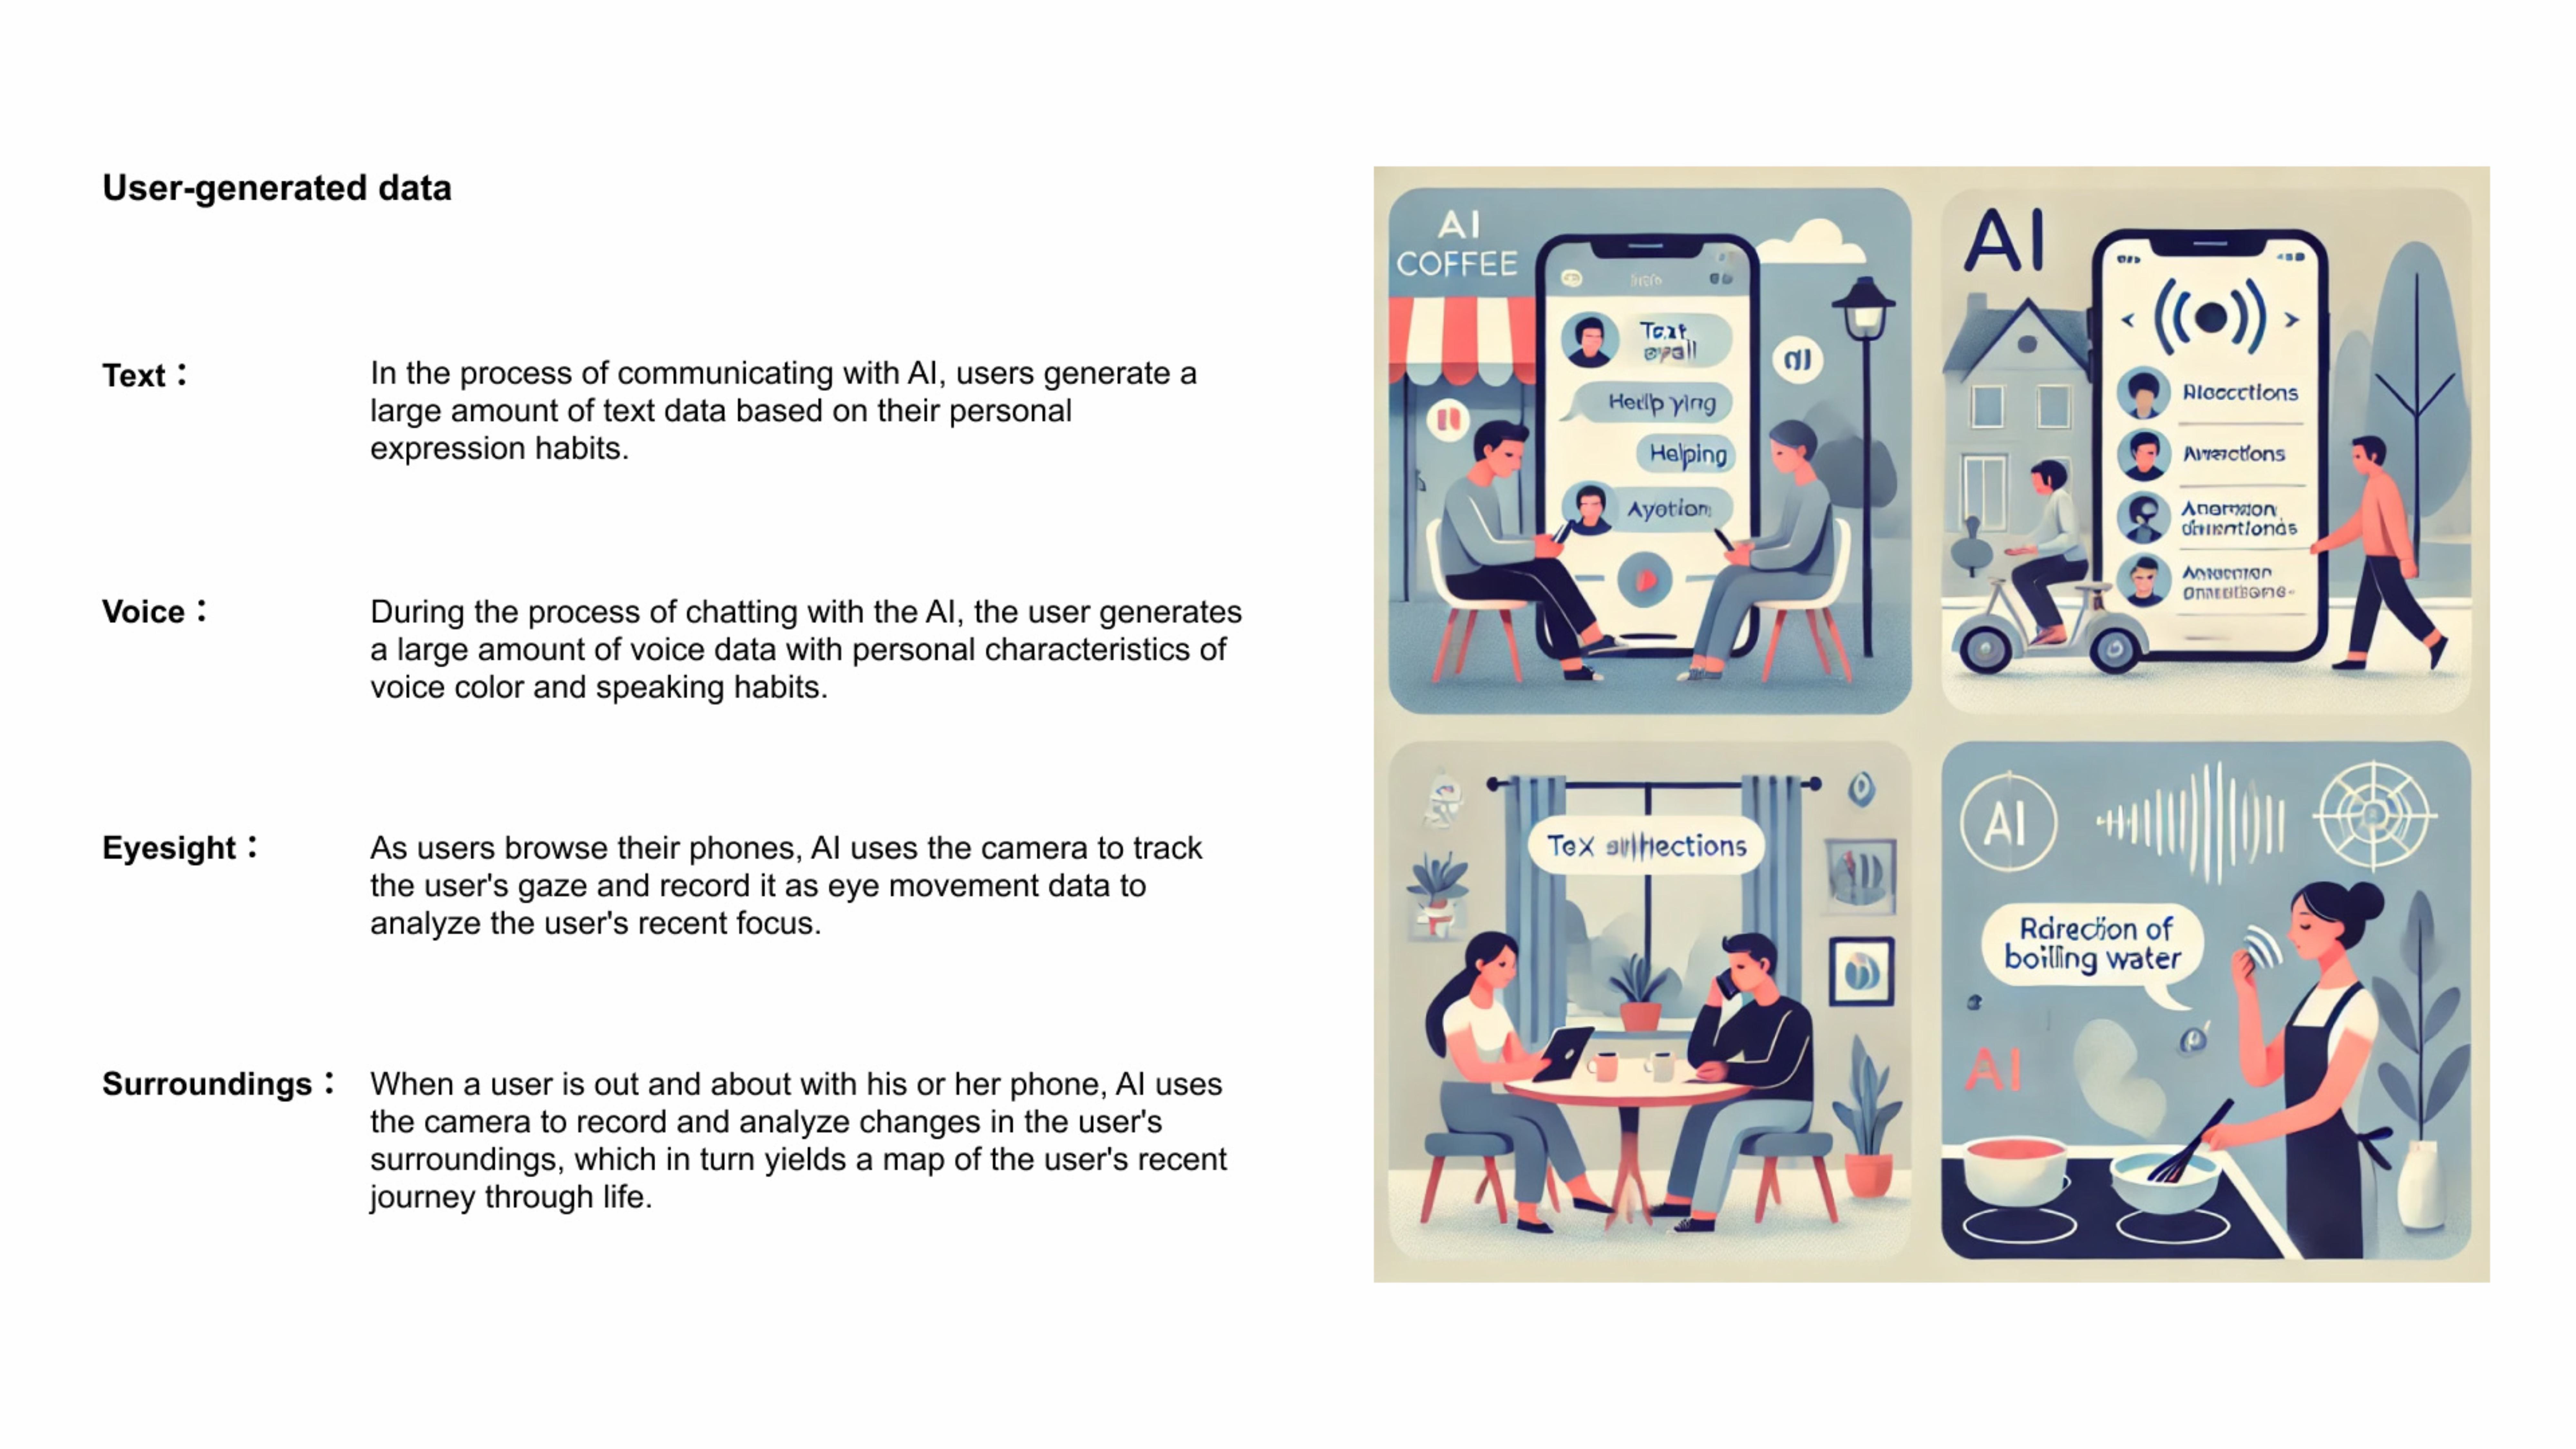 User-generated data
Text：
In the process of communicating with AI, users generate a
large amount of text data based on their personal
expression habits.
Voice：
During the process of chatting with the AI, the user generates
a large amount of voice data with personal characteristics of
voice color and speaking habits.
Eyesight：
As users browse their phones, AI uses the camera to track
the user's gaze and record it as eye movement data to
analyze the user's recent focus.
Surroundings：
When a user is out and about with his or her phone, AI uses
the camera to record and analyze changes in the user's
surroundings, which in turn yields a map of the user's recent
journey through life.
AI
COFFEE
Helping
Ayotion
AI
TeX
AI
of
boiling water
AI